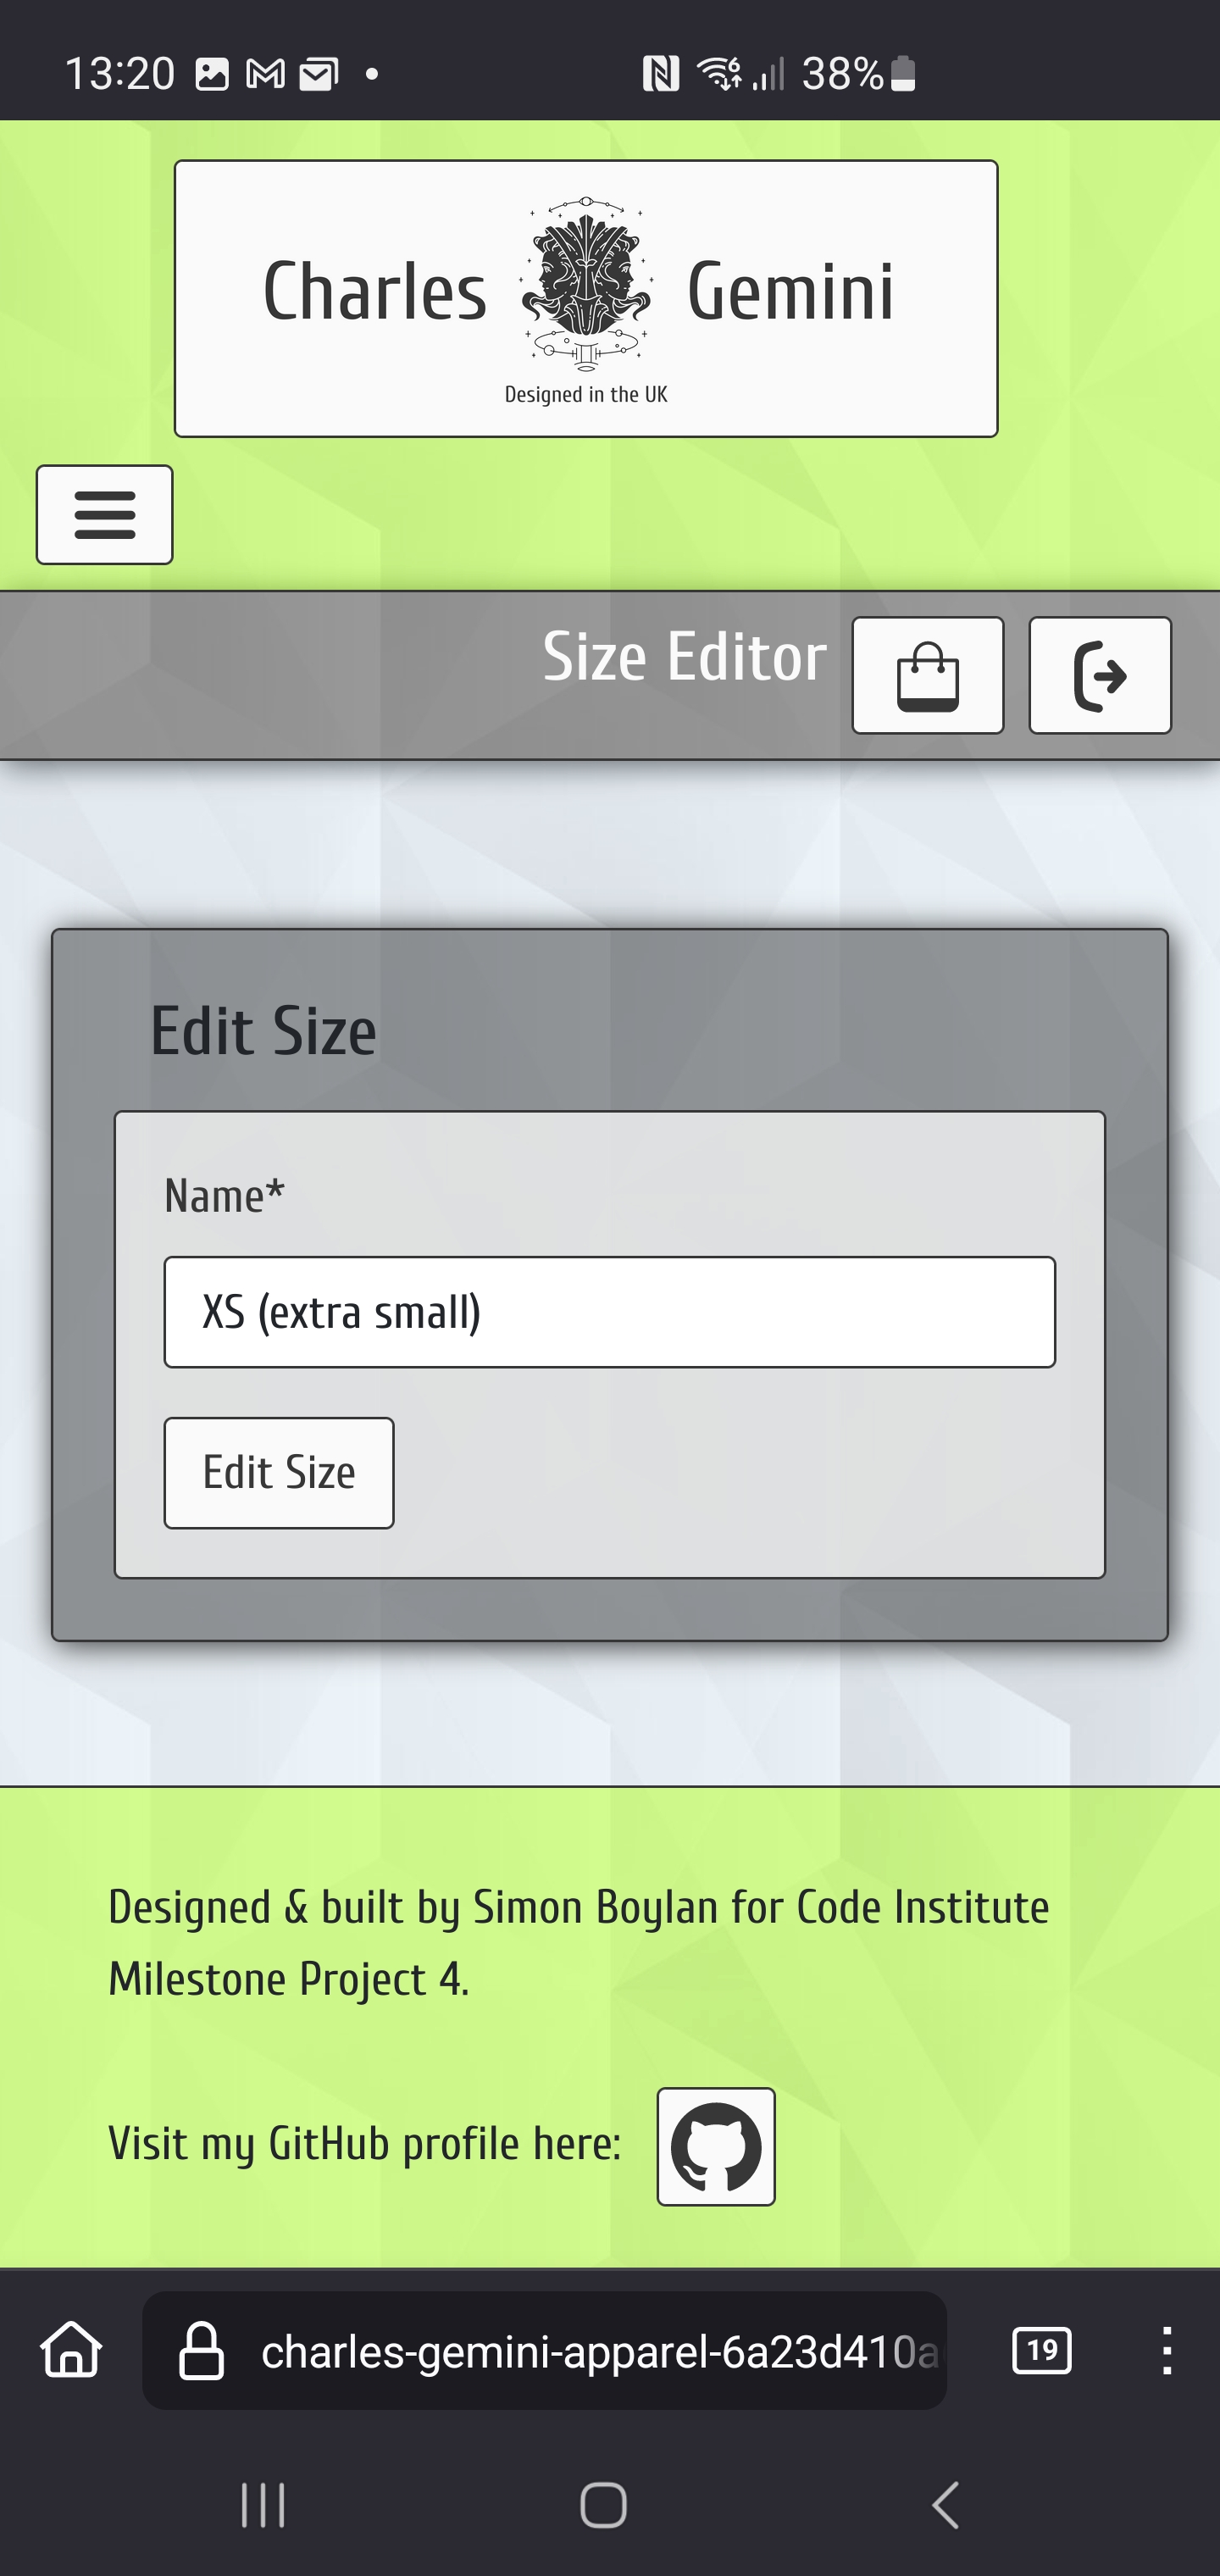 13:20
38%
Charles Gemini
Designed in the UK
Size Editor
Edit Size
Name*
XS (extra small)
Edit Size
Designed & built by Simon Boylan for Code Institute
Milestone Project 4.
Visit my GitHub profile here:
charles-gemini-apparel-6a23d410a
19